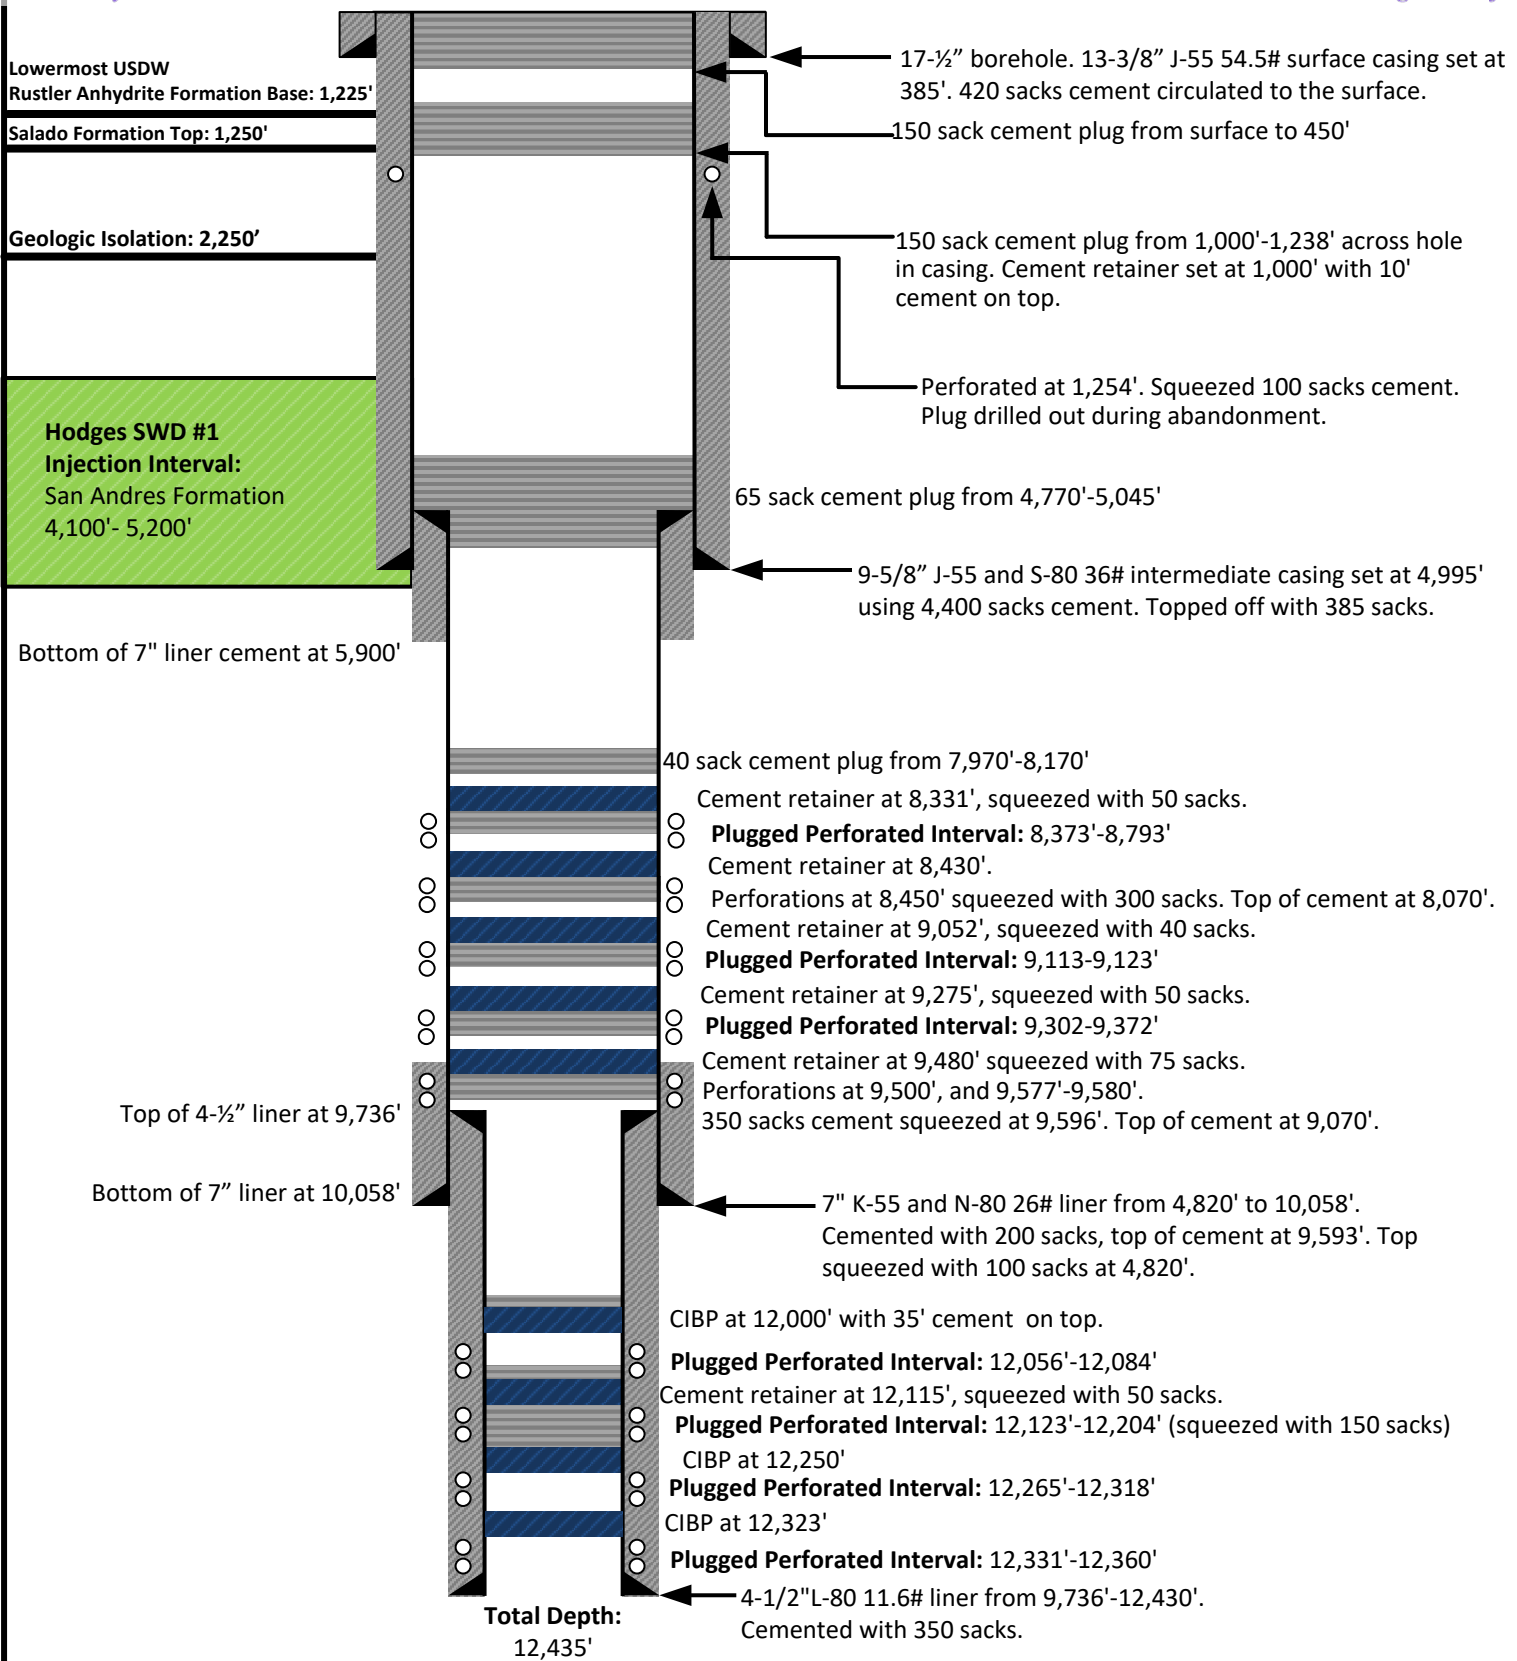 17-½” borehole. 13-3/8” J-55 54.5# surface casing set at
385'. 420 sacks cement circulated to the surface.
Lowermost USDW
Rustler Anhydrite Formation Base: 1,225'
Salado Formation Top: 1,250'
150 sack cement plug from surface to 450'
Geologic Isolation: 2,250’
150 sack cement plug from 1,000'-1,238' across hole
in casing. Cement retainer set at 1,000' with 10'
cement on top.
Perforated at 1,254'. Squeezed 100 sacks cement.
Plug drilled out during abandonment.
Hodges SWD #1
Injection Interval:
San Andres Formation
4,100'- 5,200'
65 sack cement plug from 4,770'-5,045'
9-5/8” J-55 and S-80 36# intermediate casing set at 4,995'
using 4,400 sacks cement. Topped off with 385 sacks.
Bottom of 7" liner cement at 5,900'
40 sack cement plug from 7,970'-8,170'
Cement retainer at 8,331', squeezed with 50 sacks.
Plugged Perforated Interval: 8,373'-8,793'
Cement retainer at 8,430'.
Perforations at 8,450' squeezed with 300 sacks. Top of cement at 8,070'.
Cement retainer at 9,052', squeezed with 40 sacks.
Plugged Perforated Interval: 9,113-9,123'
Cement retainer at 9,275', squeezed with 50 sacks.
Plugged Perforated Interval: 9,302-9,372'
Cement retainer at 9,480' squeezed with 75 sacks.
Perforations at 9,500', and 9,577'-9,580'.
350 sacks cement squeezed at 9,596'. Top of cement at 9,070'.
Top of 4-½” liner at 9,736'
Bottom of 7” liner at 10,058'
7" K-55 and N-80 26# liner from 4,820' to 10,058'.
Cemented with 200 sacks, top of cement at 9,593'. Top
squeezed with 100 sacks at 4,820'.
CIBP at 12,000' with 35' cement  on top.
Plugged Perforated Interval: 12,056'-12,084'
Cement retainer at 12,115', squeezed with 50 sacks.
Plugged Perforated Interval: 12,123'-12,204' (squeezed with 150 sacks)
CIBP at 12,250'
Plugged Perforated Interval: 12,265'-12,318'
CIBP at 12,323'
Plugged Perforated Interval: 12,331'-12,360'
4-1/2"L-80 11.6# liner from 9,736'-12,430'.
Cemented with 350 sacks.
Total Depth:
12,435'